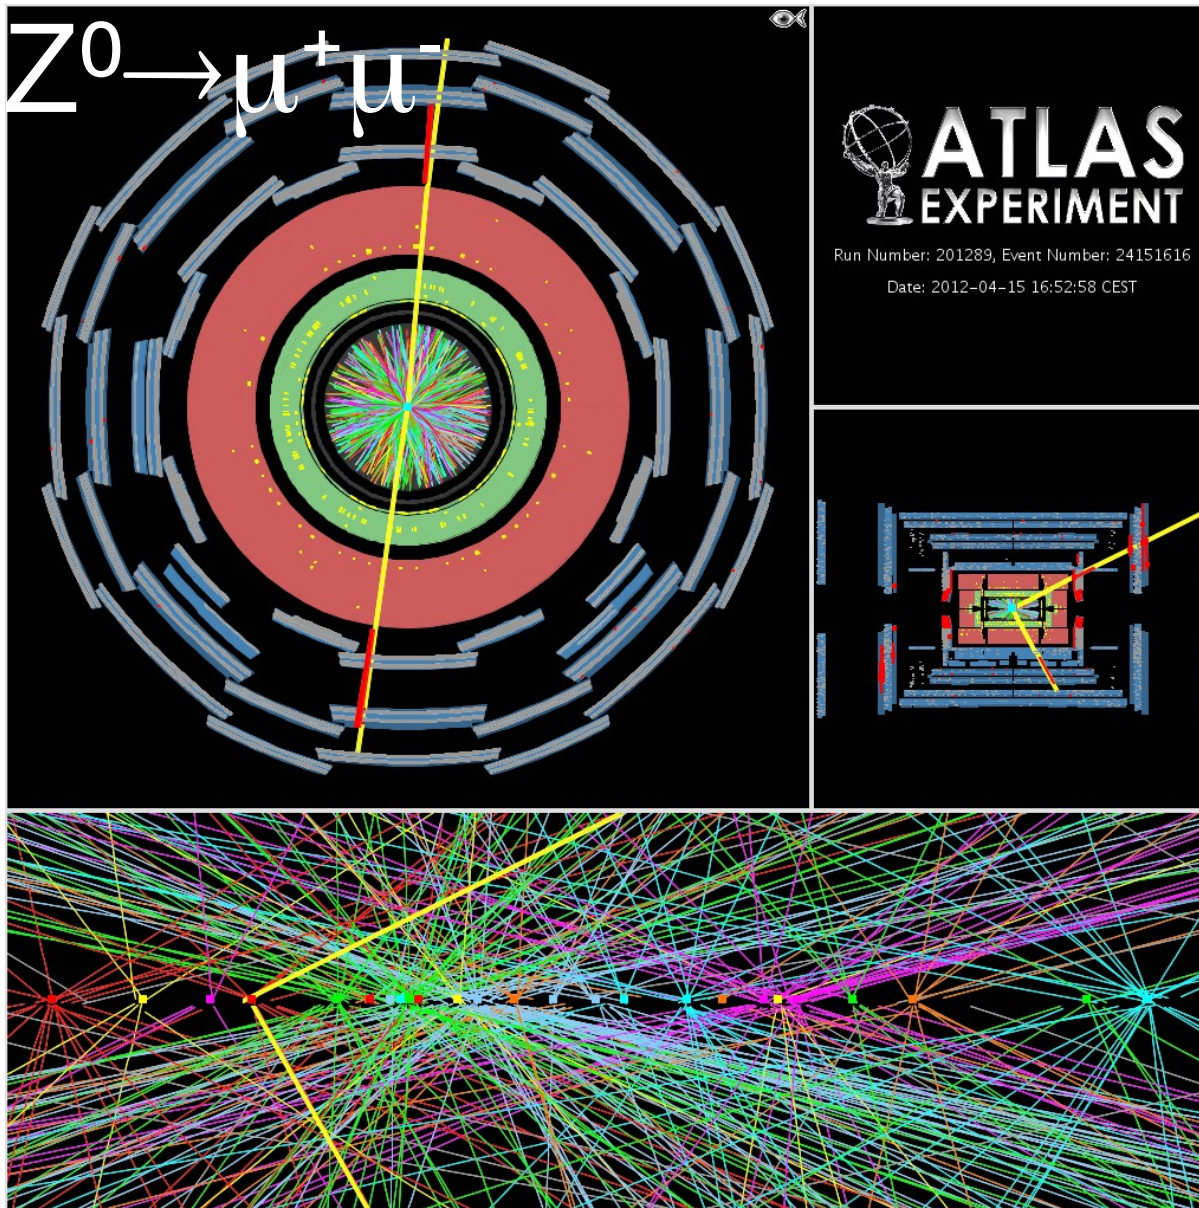 Z⁰→μ⁺μ⁻
ATLAS
EXPERIMENT
Run Number: 201289, Event Number: 24151616
Date: 2012-04-15 16:52:58 CEST